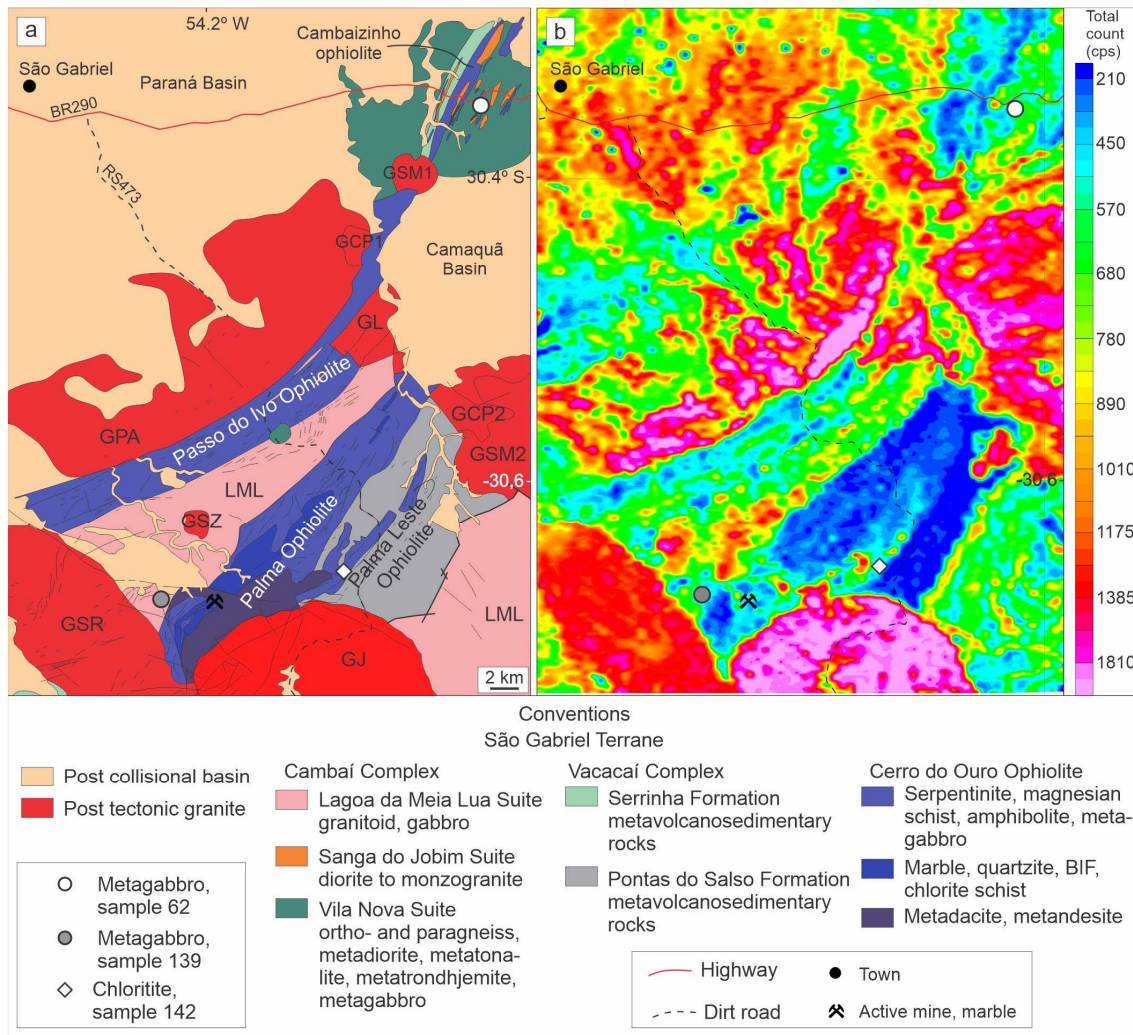 a
54.2º W
Cambaizinho
ophiolite
São Gabriel
Paraná Basin
BR290
RS473
GSM1
30.4º S
GCP1
Camaquã
Basin
GL
Passo do Ivo Ophiolite
GPA
GCP2
GSM2
-30,6
LML
GSZ
Palma Ophiolite
Palma Leste
Ophiolite
GSR
LML
GJ
2 km
b
São Gabriel
-30,6
Total
count
(cps)
210
450
570
680
780
890
1010
1175
1385
1810
Conventions
São Gabriel Terrane
Post collisional basin
Post tectonic granite
Metagabbro,
sample 62
Metagabbro,
sample 139
Chloritite,
sample 142
Cambaí Complex
Lagoa da Meia Lua Suite
granitoid, gabbro
Sanga do Jobim Suite
diorite to monzogranite
Vila Nova Suite
ortho- and paragneiss,
metadiorite, metatona-
lite, metatrondhjemite,
metagabbro
Vacacaí Complex
Serrinha Formation
metavolcanosedimentary
rocks
Pontas do Salso Formation
metavolcanosedimentary
rocks
Cerro do Ouro Ophiolite
Serpentinite, magnesian
schist, amphibolite, meta-
gabbro
Marble, quartzite, BIF,
chlorite schist
Metadacite, metandesite
Highway
Town
Dirt road
Active mine, marble